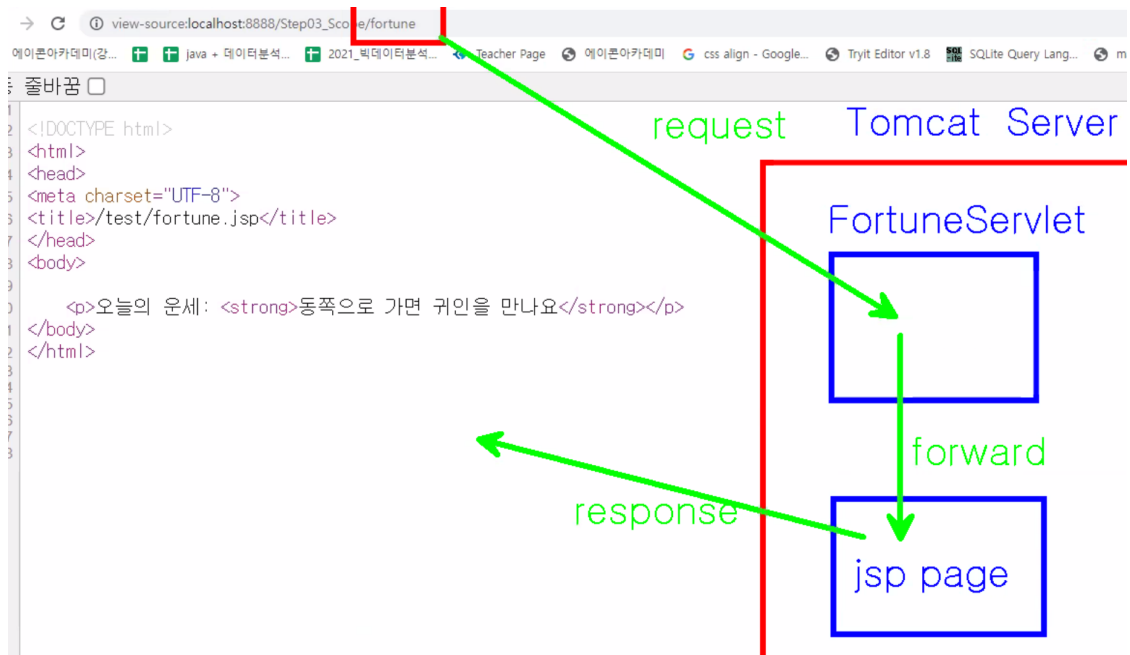 view-source:localhost:8888/Step03_Scope/fortune
에이콘아카데미(강... java + 데이터분석... 2021_빅데이터분석... Teacher Page 에이콘아카데미 css align - Google... Tryit Editor v1.8 SQLite Query Lang... m
줄바꿈
<!DOCTYPE html>
<html>
<head>
<meta charset="UTF-8">
<title>/test/fortune.jsp</title>
</head>
<body>
<p>오늘의 운세: <strong>동쪽으로 가면 귀인을 만나요</strong></p>
</body>
</html>
request
Tomcat Server
FortuneServlet
forward
response
jsp page